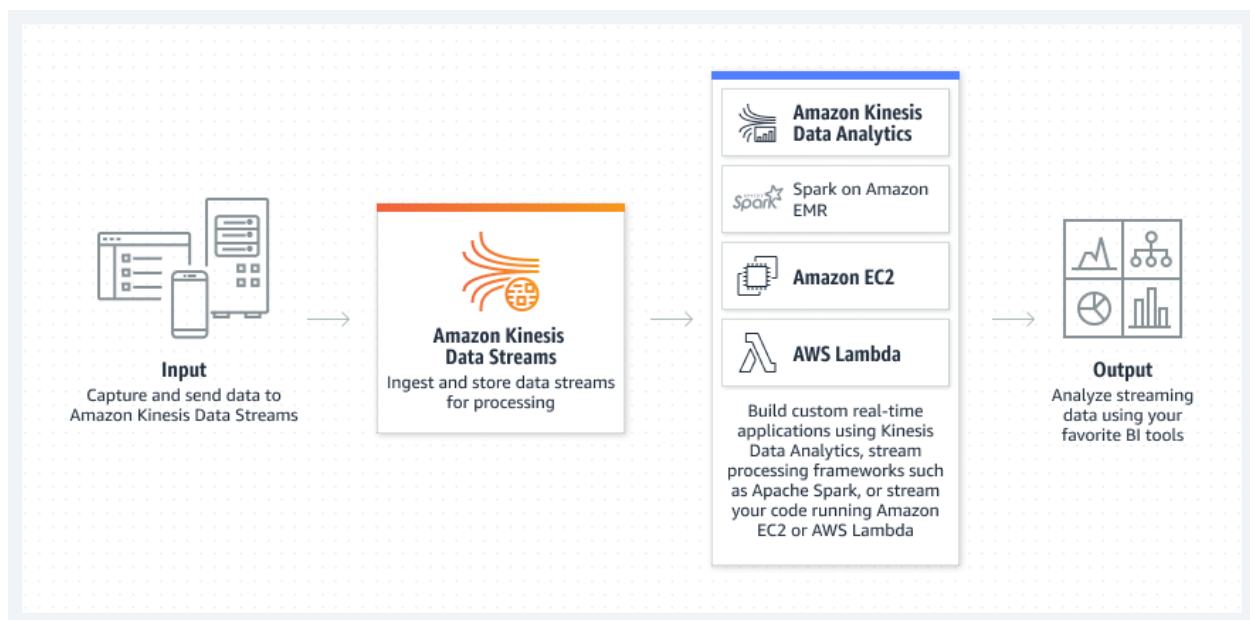 Input
Capture and send data to
Amazon Kinesis Data Streams
Amazon Kinesis
Data Streams
Ingest and store data streams
for processing
Amazon Kinesis
Data Analytics
Spark
Spark on Amazon
EMR
Amazon EC2
AWS Lambda
Build custom real-time
applications using Kinesis
Data Analytics, stream
processing frameworks such
as Apache Spark, or stream
your code running Amazon
EC2 or AWS Lambda
Output
Analyze streaming
data using your
favorite BI tools